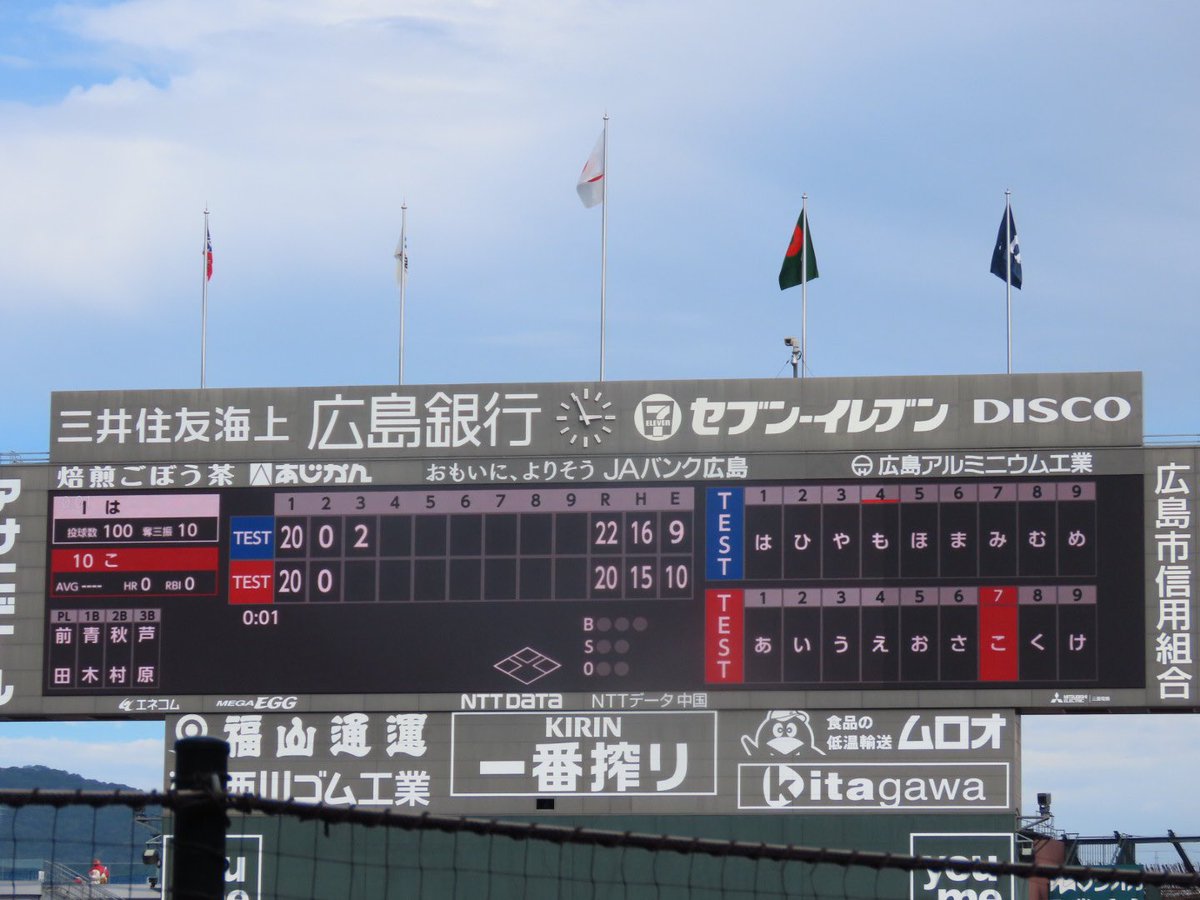 三井住友海上 広島銀行 7 ELEVEN セブン-イレブン DISCO
焙煎ごぼう茶 あじかん おもいに、よりそう JAバンク広島 広島アルミニウム工業
広島市信用組合
1 は
投球数 100 奪三振 10
10 こ
AVG ---- HR 0 RBI 0
PL 1B 2B 3B
前田 青木 秋村 芦原
1 2 3 4 5 6 7 8 9 R H E
TEST 20 0 2 22 16 9
TEST 20 0 20 15 10
0:01
B
S
O
TEST
1 2 3 4 5 6 7 8 9
は ひ や も ほ ま み む め
TEST
1 2 3 4 5 6 7 8 9
あ い う え お さ こ く け
エネコム MEGA EGG NTT DATA NTTデータ中国 MITSUBISHI ELECTRIC 三菱電機
福山通運
西川ゴム工業
KIRIN
一番搾り
食品の
低温輸送 ムロオ
Kitagawa
you
me